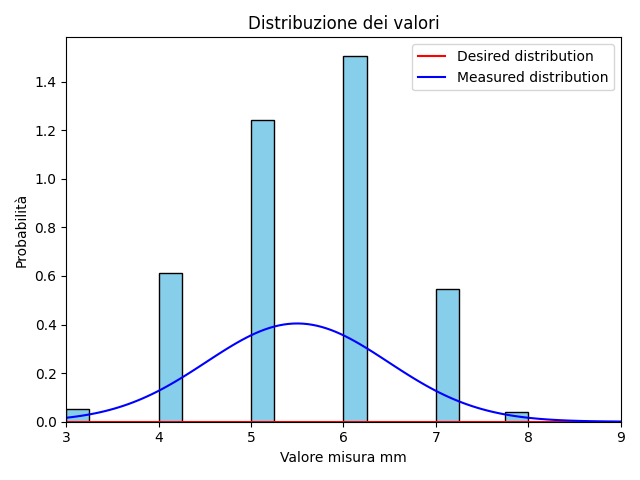 Distribuzione dei valori
Desired distribution
Measured distribution
Probabilità
1.4
1.2
1.0
0.8
0.6
0.4
0.2
0.0
3 4 5 6 7 8 9
Valore misura mm